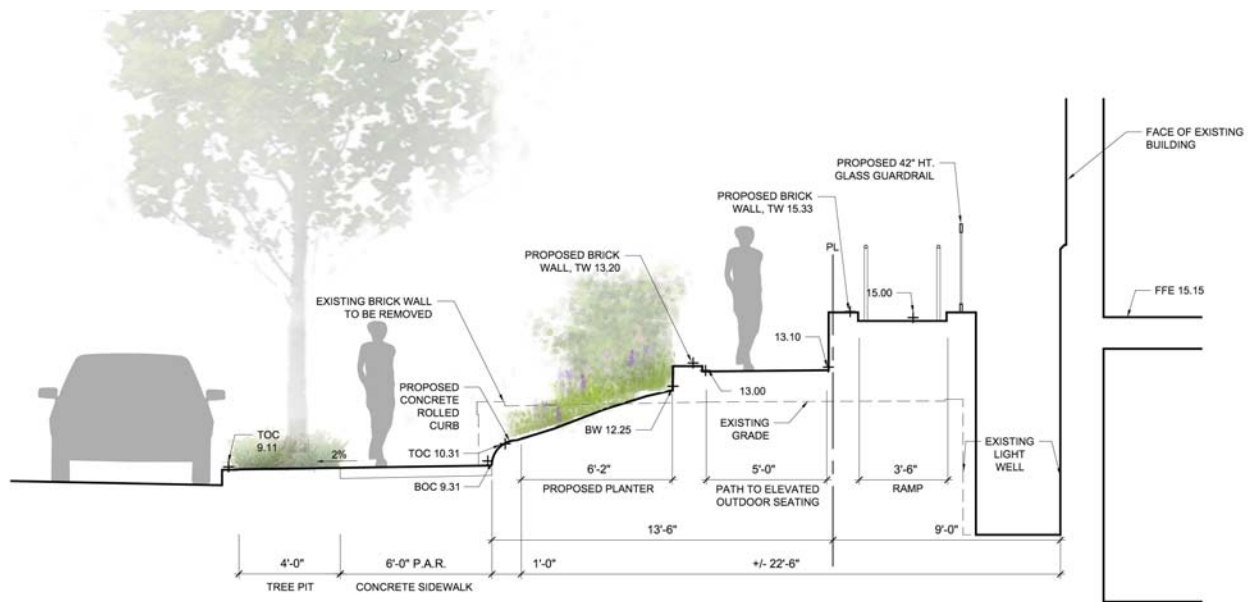 FACE OF EXISTING
BUILDING
PROPOSED 42" HT.
GLASS GUARDRAIL
PROPOSED BRICK
WALL, TW 15.33
PL
PROPOSED BRICK
WALL, TW 13.20
EXISTING BRICK WALL
TO BE REMOVED
15.00
FFE 15.15
13.10
PROPOSED
CONCRETE
ROLLED
CURB
13.00
TOC
9.11
2%
TOC 10.31
BW 12.25
EXISTING
GRADE
EXISTING
LIGHT
WELL
BOC 9.31
6'-2"
5'-0"
3'-6"
PROPOSED PLANTER
PATH TO ELEVATED
OUTDOOR SEATING
RAMP
13'-6"
9'-0"
4'-0"
6'-0" P.A.R.
1'-0"
+/- 22'-6"
TREE PIT
CONCRETE SIDEWALK